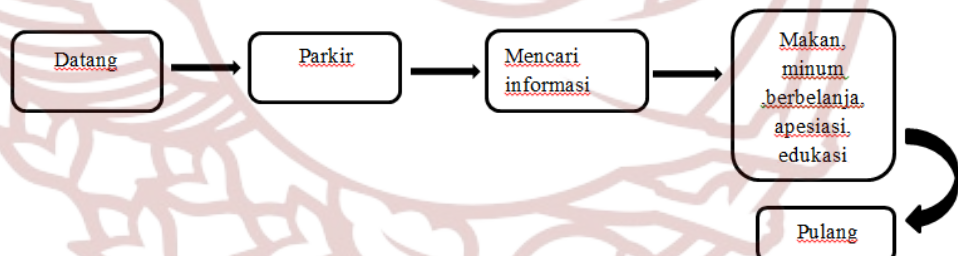 Datang
Parkir
Mencari
informasi
Makan,
minum
,berbelanja,
apesiasi,
edukasi
Pulang